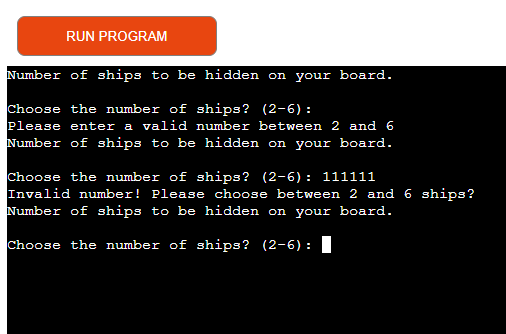 RUN PROGRAM
Number of ships to be hidden on your board.
Choose the number of ships? (2-6):
Please enter a valid number between 2 and 6
Number of ships to be hidden on your board.
Choose the number of ships? (2-6): 111111
Invalid number! Please choose between 2 and 6 ships?
Number of ships to be hidden on your board.
Choose the number of ships? (2-6):